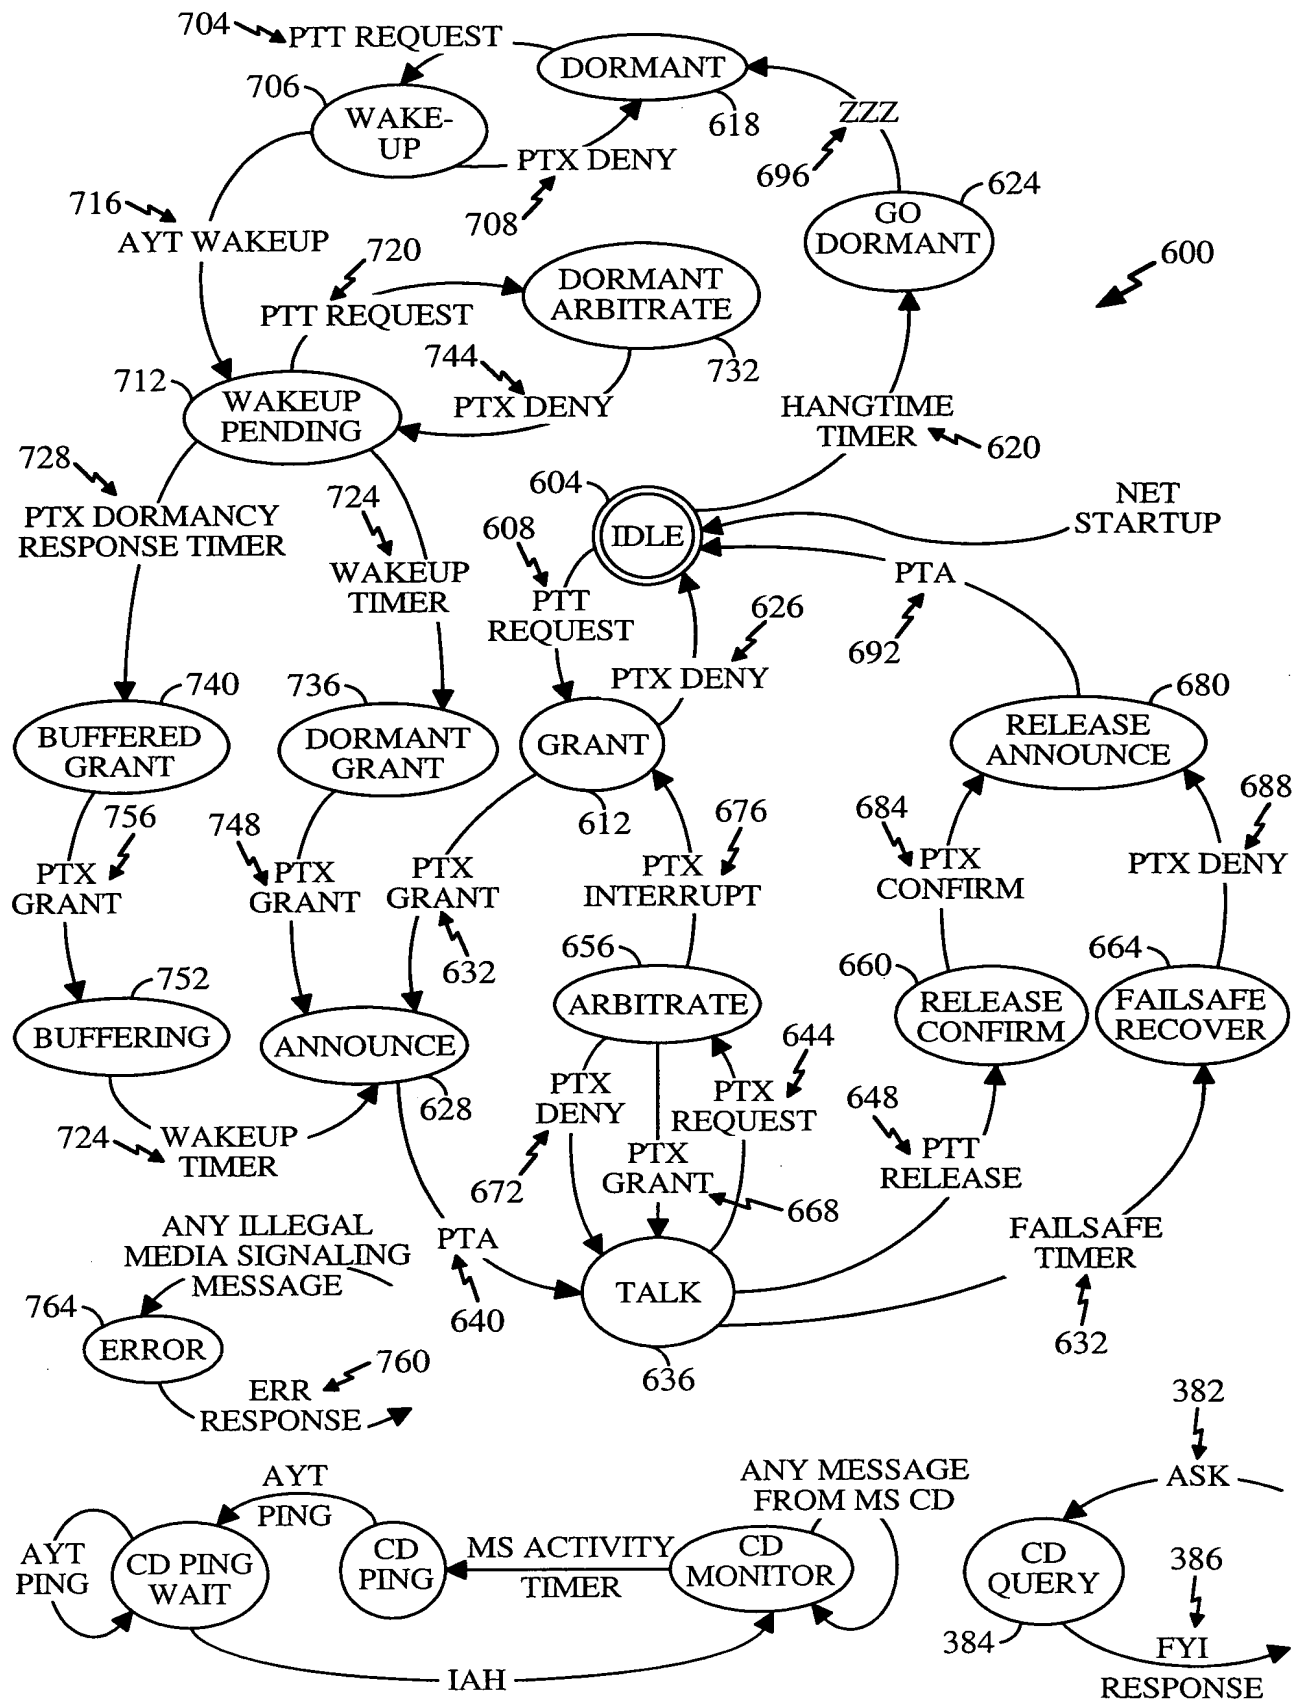 704
PTT REQUEST
DORMANT
618
706
WAKE-
UP
PTX DENY
708
ZZZ
696
624
GO
DORMANT
600
716
AYT WAKEUP
720
PTT REQUEST
DORMANT
ARBITRATE
732
744
PTX DENY
712
WAKEUP
PENDING
HANGTIME
TIMER
620
728
PTX DORMANCY
RESPONSE TIMER
724
WAKEUP
TIMER
604
IDLE
NET
STARTUP
608
PTT
REQUEST
PTA
692
626
PTX DENY
740
BUFFERED
GRANT
736
DORMANT
GRANT
GRANT
612
680
RELEASE
ANNOUNCE
756
PTX
GRANT
748
PTX
GRANT
PTX
GRANT
632
676
PTX
INTERRUPT
684
PTX
CONFIRM
688
PTX DENY
752
BUFFERING
ANNOUNCE
628
656
ARBITRATE
660
RELEASE
CONFIRM
664
FAILSAFE
RECOVER
724
WAKEUP
TIMER
PTX
DENY
672
PTX
GRANT
668
PTX
REQUEST
644
648
PTT
RELEASE
ANY ILLEGAL
MEDIA SIGNALING
MESSAGE
764
ERROR
760
ERR
RESPONSE
PTA
640
TALK
636
FAILSAFE
TIMER
632
382
ASK
CD
QUERY
384
386
FYI
RESPONSE
AYT
PING
AYT
PING
CD PING
WAIT
CD
PING
MS ACTIVITY
TIMER
CD
MONITOR
ANY MESSAGE
FROM MS CD
IAH